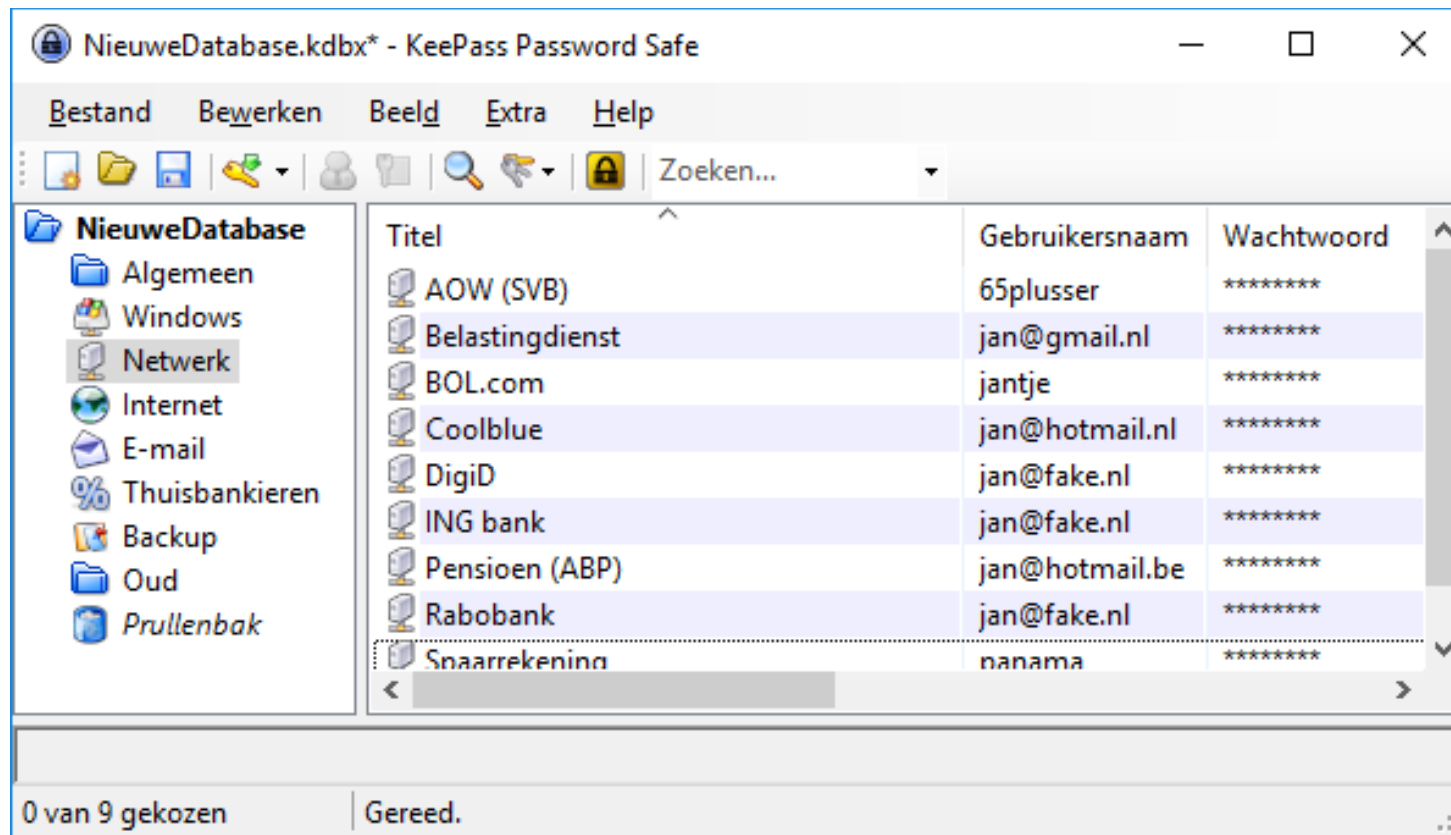 NieuweDatabase.kdbx* - KeePass Password Safe
Bestand Bewerken Beeld Extra Help
Zoeken...
NieuweDatabase
Algemeen
Windows
Netwerk
Internet
E-mail
Thuisbankieren
Backup
Oud
Prullenbak
Titel Gebruikersnaam Wachtwoord
AOW (SVB) 65plusser ********
Belastingdienst jan@gmail.nl ********
BOL.com jantje ********
Coolblue jan@hotmail.nl ********
DigiD jan@fake.nl ********
ING bank jan@fake.nl ********
Pensioen (ABP) jan@hotmail.be ********
Rabobank jan@fake.nl ********
Spaarrekening panama ********
0 van 9 gekozen Gereed.